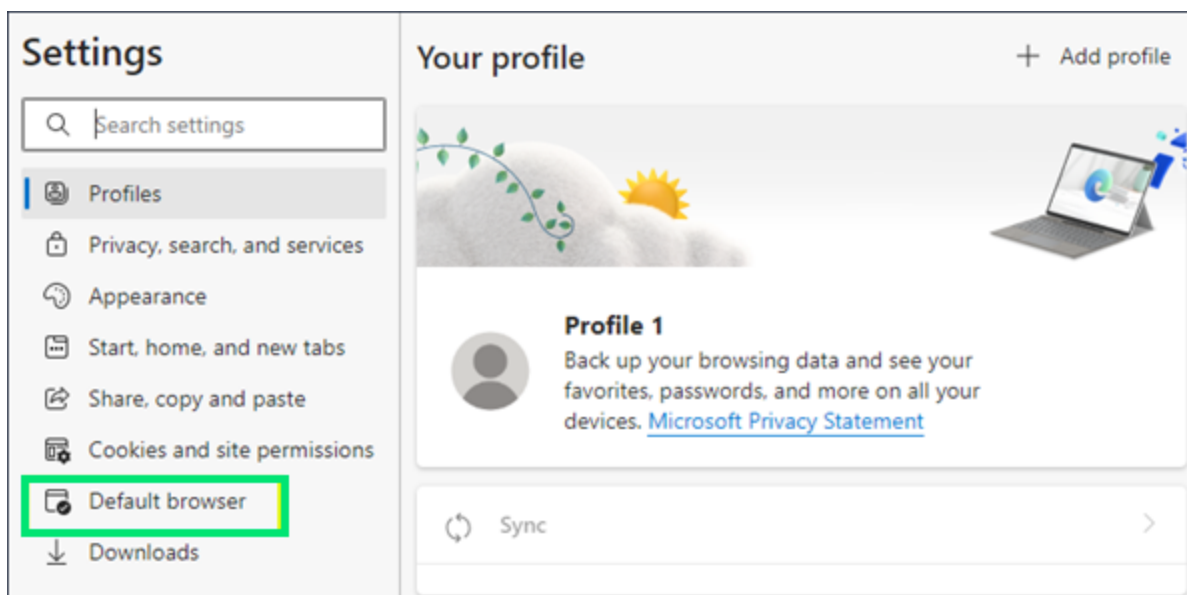 Settings
Search settings
Profiles
Privacy, search, and services
Appearance
Start, home, and new tabs
Share, copy and paste
Cookies and site permissions
Default browser
Downloads
Your profile
Add profile
Profile 1
Back up your browsing data and see your
favorites, passwords, and more on all your
devices. Microsoft Privacy Statement
Sync